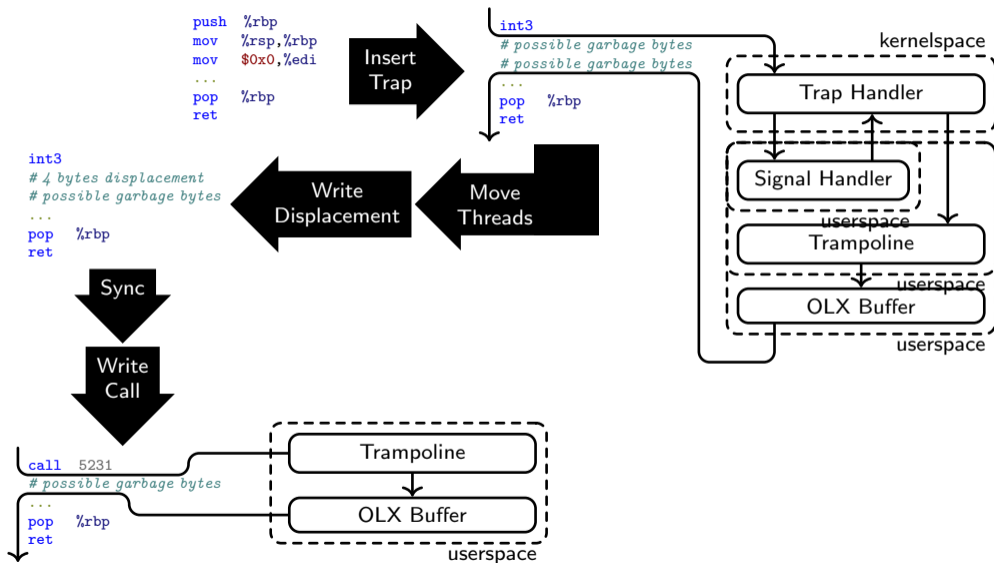 push %rbp
mov %rsp,%rbp
mov $0x0,%edi
...
pop %rbp
ret
Insert
Trap
int3
# possible garbage bytes
# possible garbage bytes
...
pop %rbp
ret
kernelspace
Trap Handler
Signal Handler
userspace
Trampoline
userspace
OLX Buffer
userspace
Move
Threads
Write
Displacement
int3
# 4 bytes displacement
# possible garbage bytes
...
pop %rbp
ret
Sync
Write
Call
call 5231
# possible garbage bytes
...
pop %rbp
ret
Trampoline
OLX Buffer
userspace